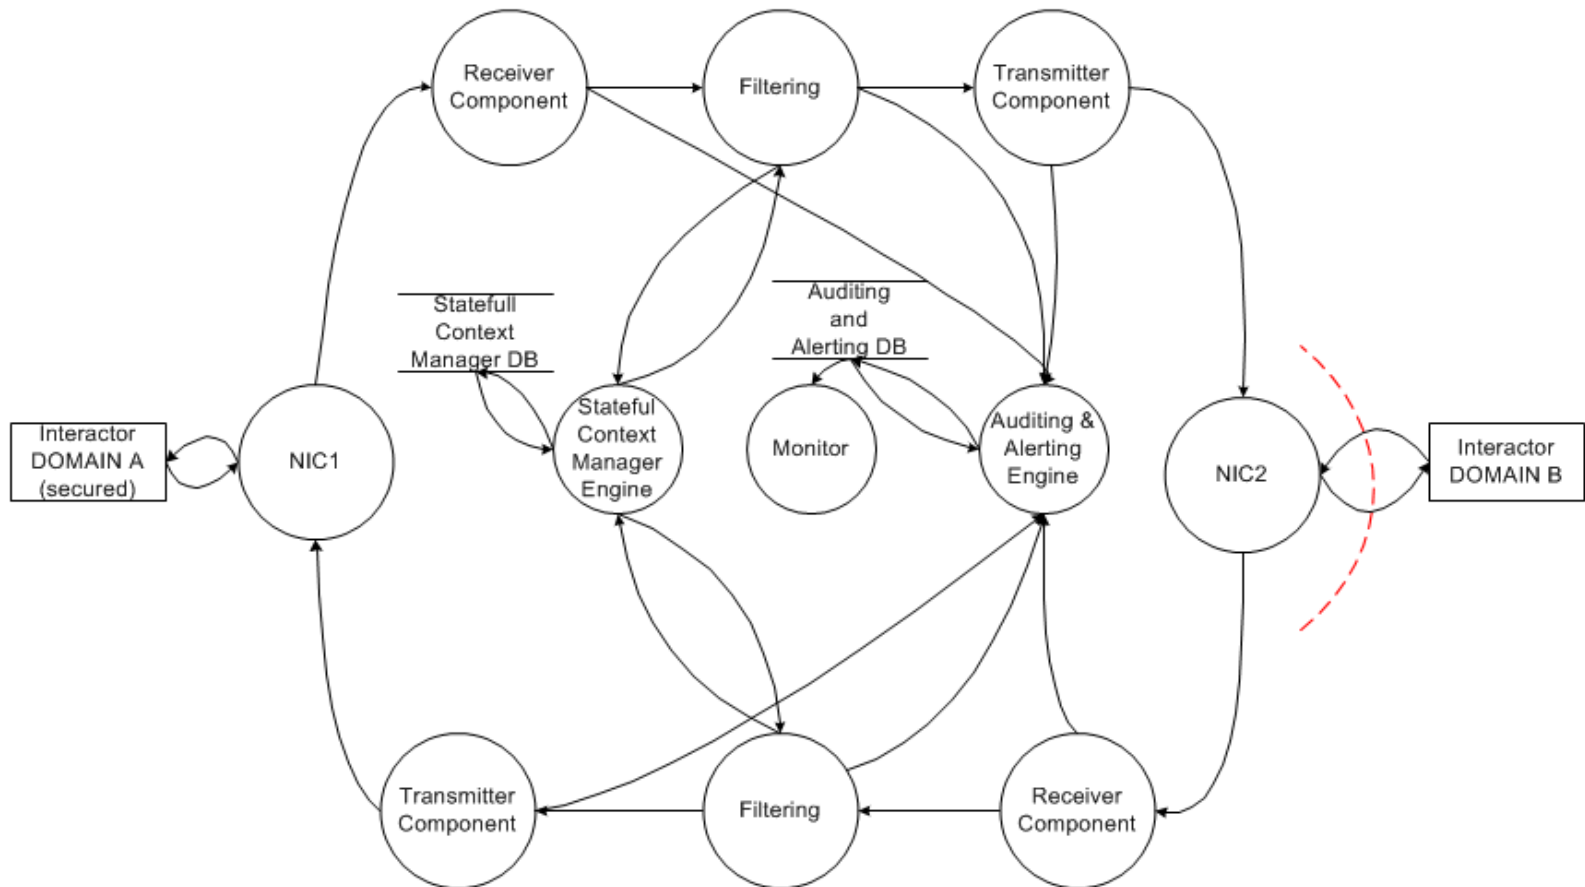 Receiver
Component
Filtering
Transmitter
Component
Statefull
Context
Manager DB
Auditing
and
Alerting DB
Interactor
DOMAIN A
(secured)
NIC1
Stateful
Context
Manager
Engine
Monitor
Auditing &
Alerting
Engine
NIC2
Interactor
DOMAIN B
Transmitter
Component
Filtering
Receiver
Component